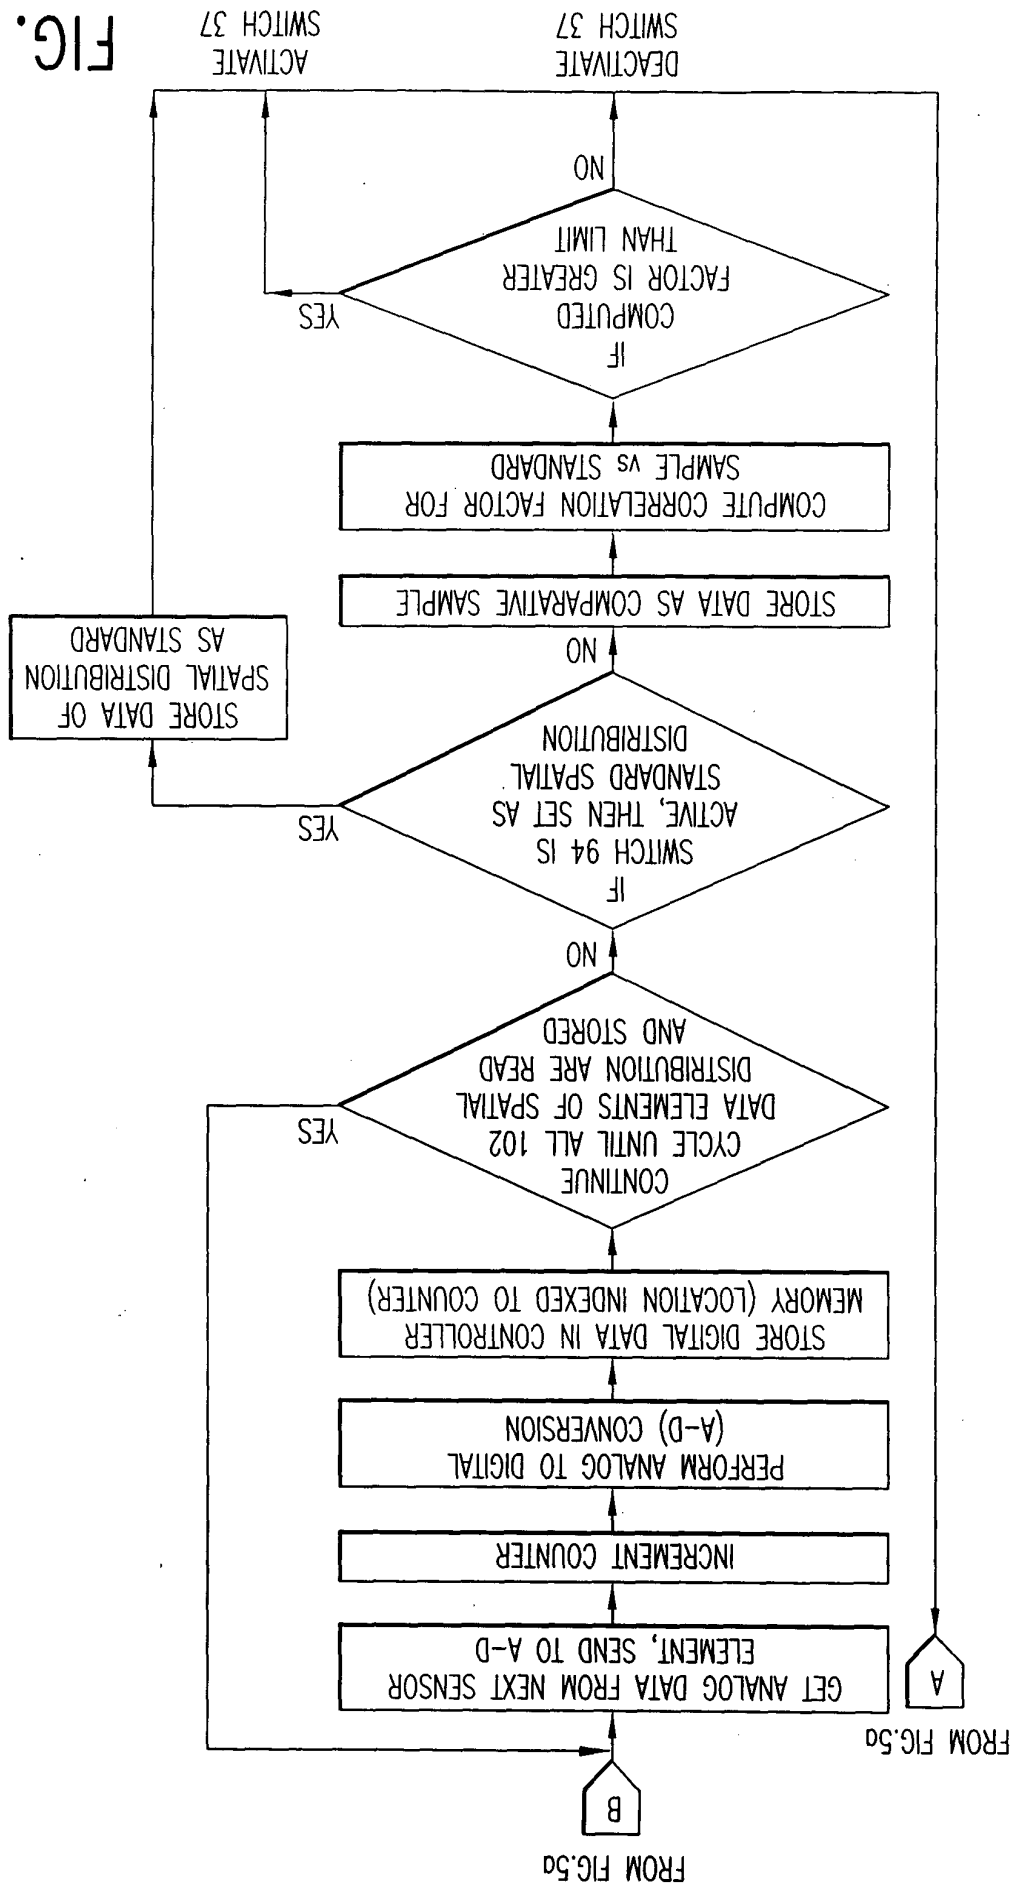 FROM FIG.5a
B
FROM FIG.5a
A
GET ANALOG DATA FROM NEXT SENSOR
ELEMENT, SEND TO A-D
INCREMENT COUNTER
PERFORM ANALOG TO DIGITAL
(A-D) CONVERSION
STORE DIGITAL DATA IN CONTROLLER
MEMORY (LOCATION INDEXED TO COUNTER)
CONTINUE
CYCLE UNTIL ALL 102
DATA ELEMENTS OF SPATIAL
DISTRIBUTION ARE READ
AND STORED
YES
NO
IF
SWITCH 94 IS
ACTIVE, THEN SET AS
STANDARD SPATIAL
DISTRIBUTION
YES
NO
STORE DATA OF
SPATIAL DISTRIBUTION
AS STANDARD
STORE DATA AS COMPARATIVE SAMPLE
COMPUTE CORRELATION FACTOR FOR
SAMPLE vs STANDARD
IF
COMPUTED
FACTOR IS GREATER
THAN LIMIT
YES
NO
DEACTIVATE
SWITCH 37
ACTIVATE
SWITCH 37
FIG.